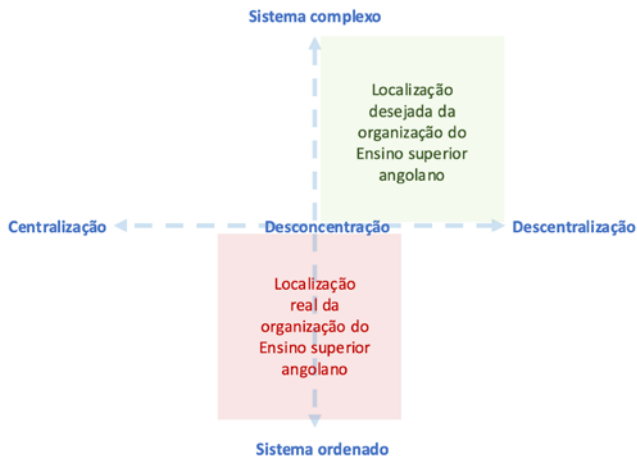 Sistema complexo
Localização
desejada da
organização do
Ensino superior
angolano
Centralização
Desconcentração
Descentralização
Localização
real da
organização do
Ensino superior
angolano
Sistema ordenado